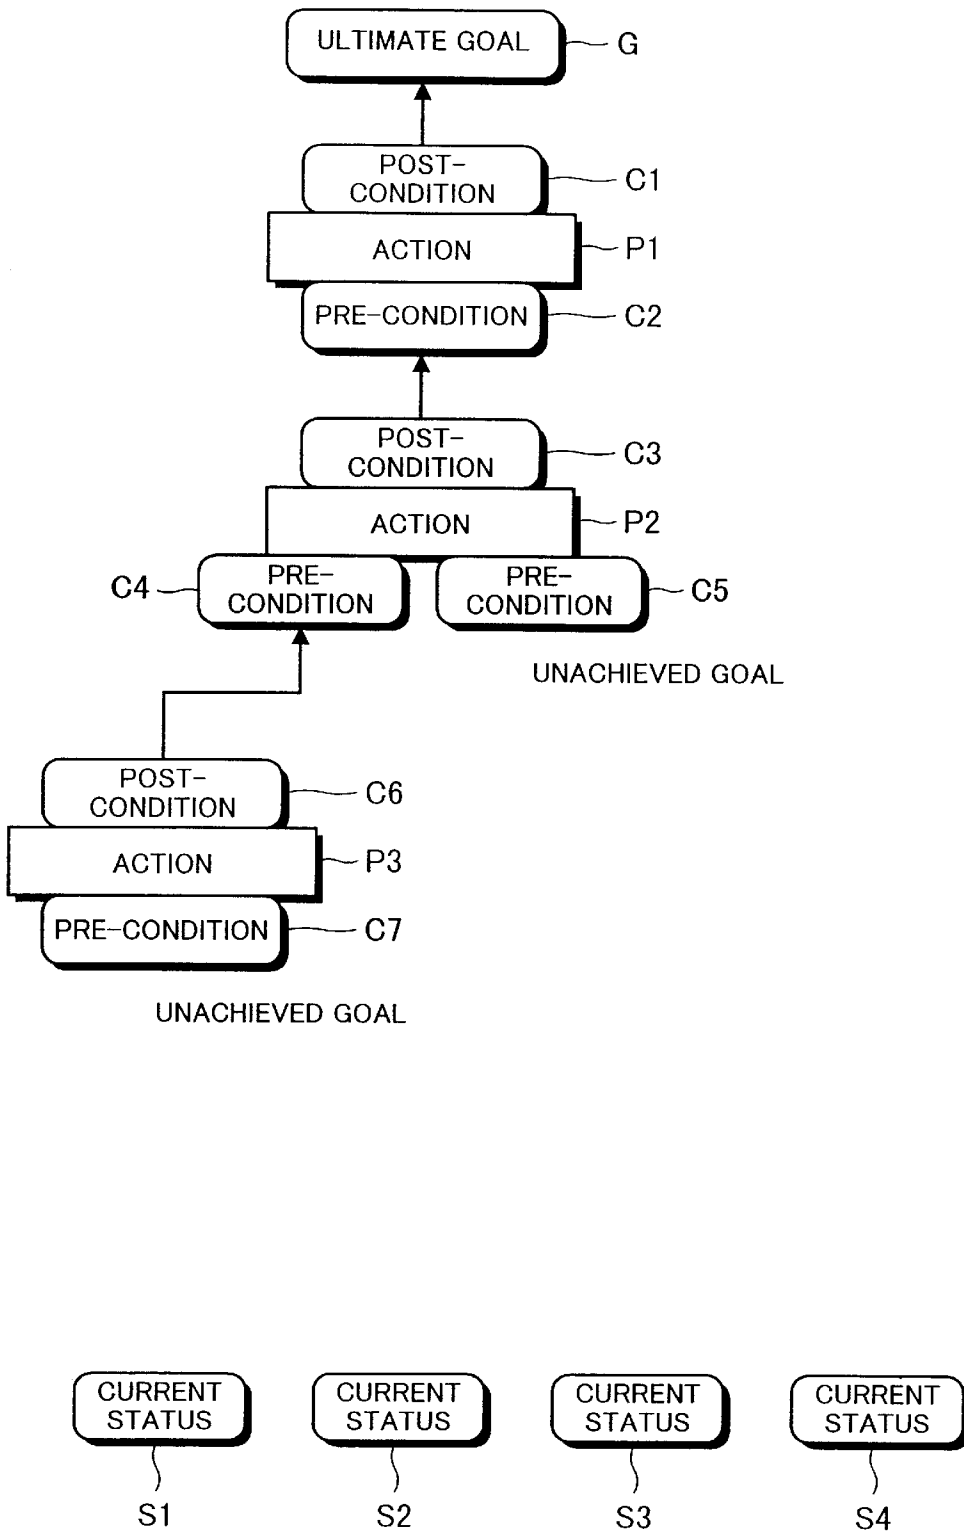 ULTIMATE GOAL
G
POST-
CONDITION
C1
ACTION
P1
PRE-CONDITION
C2
POST-
CONDITION
C3
ACTION
P2
C4
PRE-
CONDITION
PRE-
CONDITION
C5
UNACHIEVED GOAL
POST-
CONDITION
C6
ACTION
P3
PRE-CONDITION
C7
UNACHIEVED GOAL
CURRENT
STATUS
CURRENT
STATUS
CURRENT
STATUS
CURRENT
STATUS
S1
S2
S3
S4